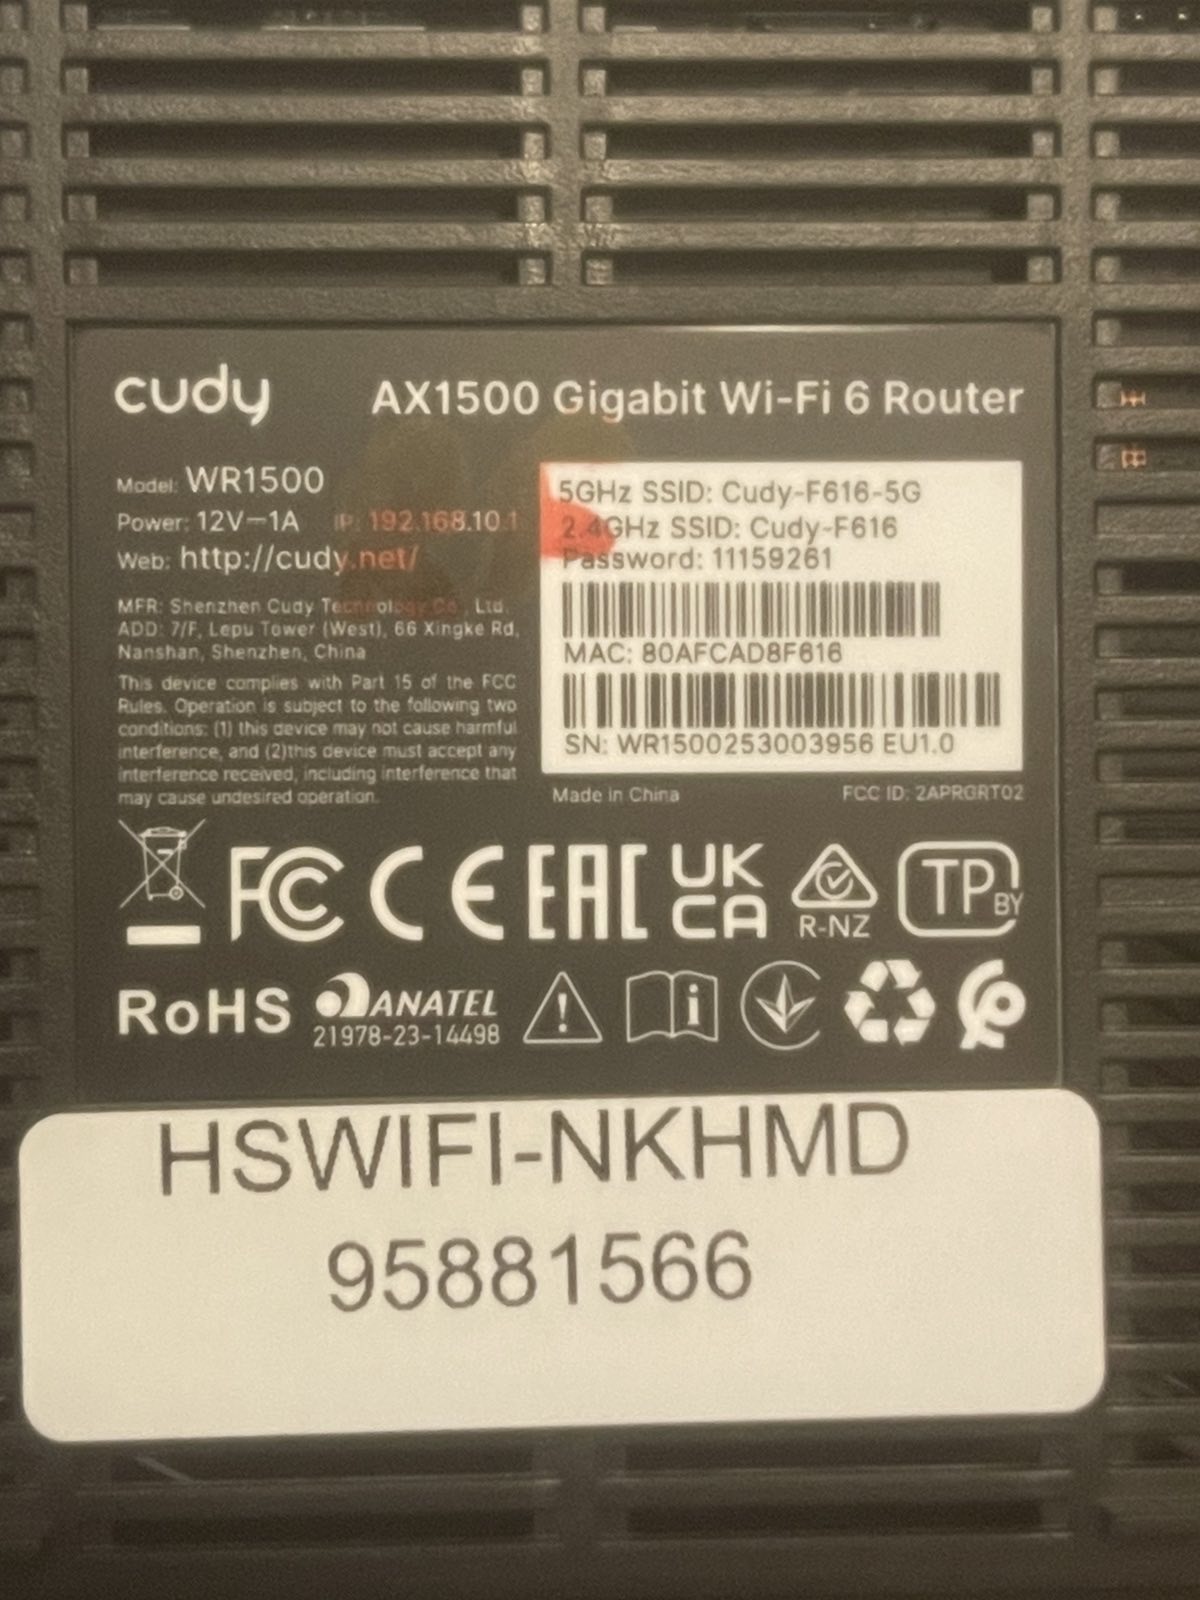 cudy AX1500 Gigabit Wi-Fi 6 Router
Model: WR1500
Power: 12V⎓1A IP: 192.168.10.1
Web: http://cudy.net/
MFR: Shenzhen Cudy Technology Co., Ltd.
ADD: 7/F, Lepu Tower (West), 66 Xingke Rd,
Nanshan, Shenzhen, China
This device complies with Part 15 of the FCC
Rules. Operation is subject to the following two
conditions: (1) this device may not cause harmful
interference, and (2)this device must accept any
interference received, including interference that
may cause undesired operation.
5GHz SSID: Cudy-F616-5G
2.4GHz SSID: Cudy-F616
Password: 11159261
MAC: 80AFCAD8F616
SN: WR1500253003956 EU1.0
Made in China FCC ID: 2APRGRT02
FC CE EAC UK
CA R-NZ TP BY
RoHS ANATEL
21978-23-14498
HSWIFI-NKHMD
95881566